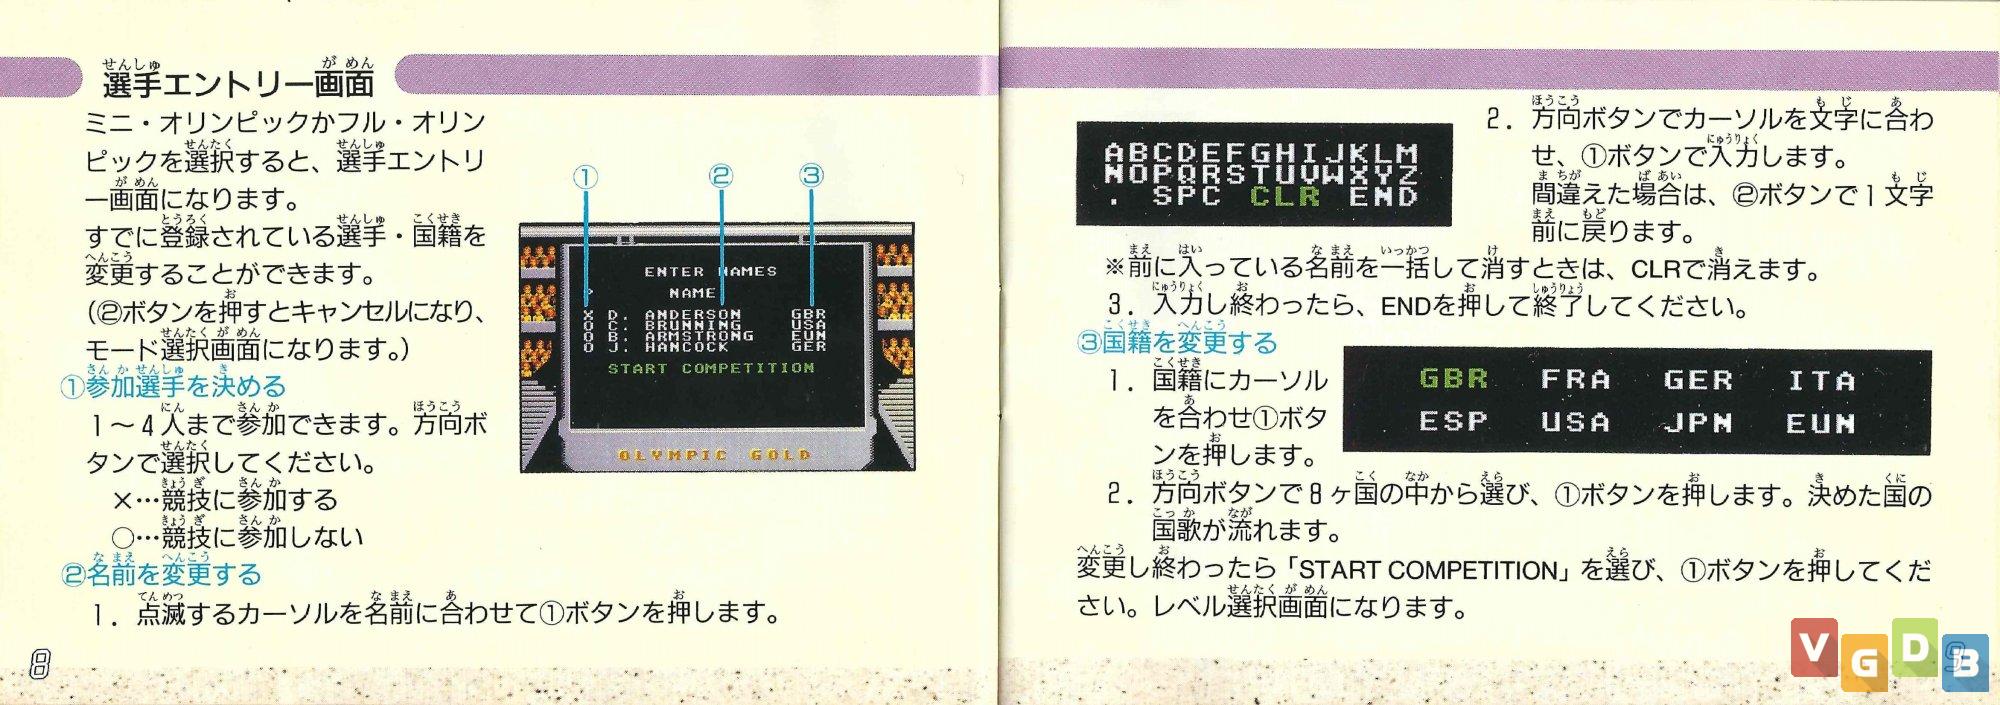 選手エントリー画面
ミニ・オリンピックかフル・オリン
ピックを選択すると、選手エントリ
ー画面になります。
すでに登録されている選手・国籍を
変更することができます。
(②ボタンを押すとキャンセルになり、
モード選択画面になります。)
①参加選手を決める
1～4人まで参加できます。方向ボ
タンで選択してください。
×…競技に参加する
○…競技に参加しない
②名前を変更する
1．点滅するカーソルを名前に合わせて①ボタンを押します。
① ② ③
ENTER NAMES
NAME
X D. ANDERSON GBR
O C. BRUNNING USA
O B. ARMSTRONG EUN
O J. HANCOCK GER
START COMPETITION
OLYMPIC GOLD
8
ABCDEFGHIJKLM
NOPQRSTUVWXYZ
. SPC CLR END
2．方向ボタンでカーソルを文字に合わ
せ、①ボタンで入力します。
間違えた場合は、②ボタンで1文字
前に戻ります。
※前に入っている名前を一括して消すときは、CLRで消えます。
3．入力し終わったら、ENDを押して終了してください。
③国籍を変更する
1．国籍にカーソル
を合わせ①ボタ
ンを押します。
GBR FRA GER ITA
ESP USA JPN EUN
2．方向ボタンで8ヶ国の中から選び、①ボタンを押します。決めた国の
国歌が流れます。
変更し終わったら「START COMPETITION」を選び、①ボタンを押してくだ
さい。レベル選択画面になります。
9
VGDB